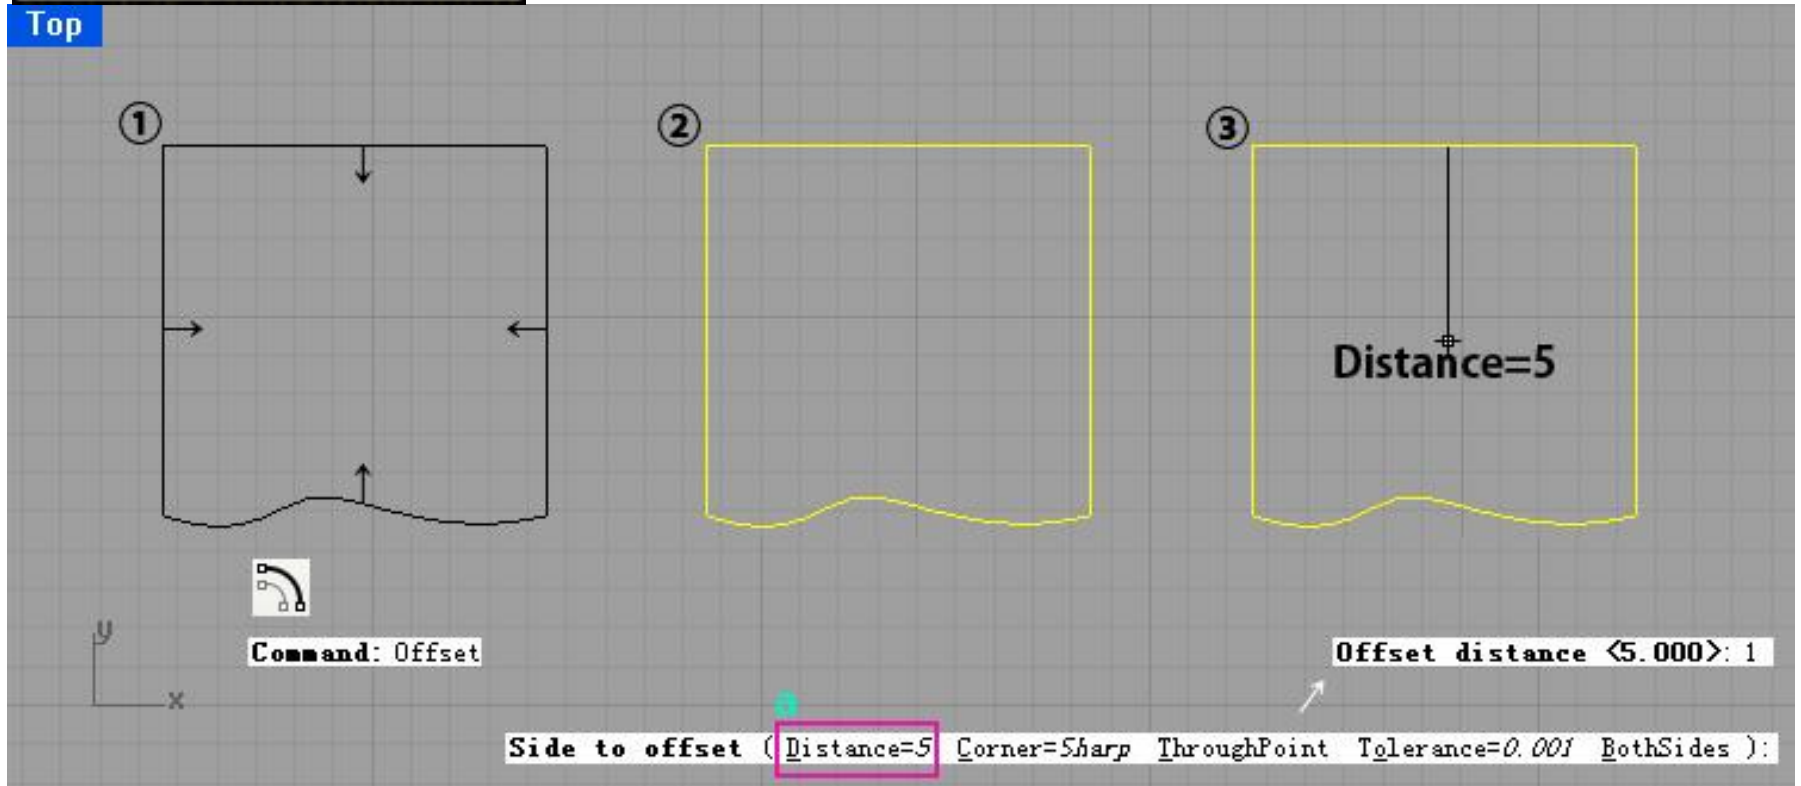 Top
① ② ③
Distance=5
y
x
Command: Offset
Offset distance <5.000>: 1
a
Side to offset ( Distance=5 Corner=Sharp ThroughPoint Tolerance=0.001 BothSides ):